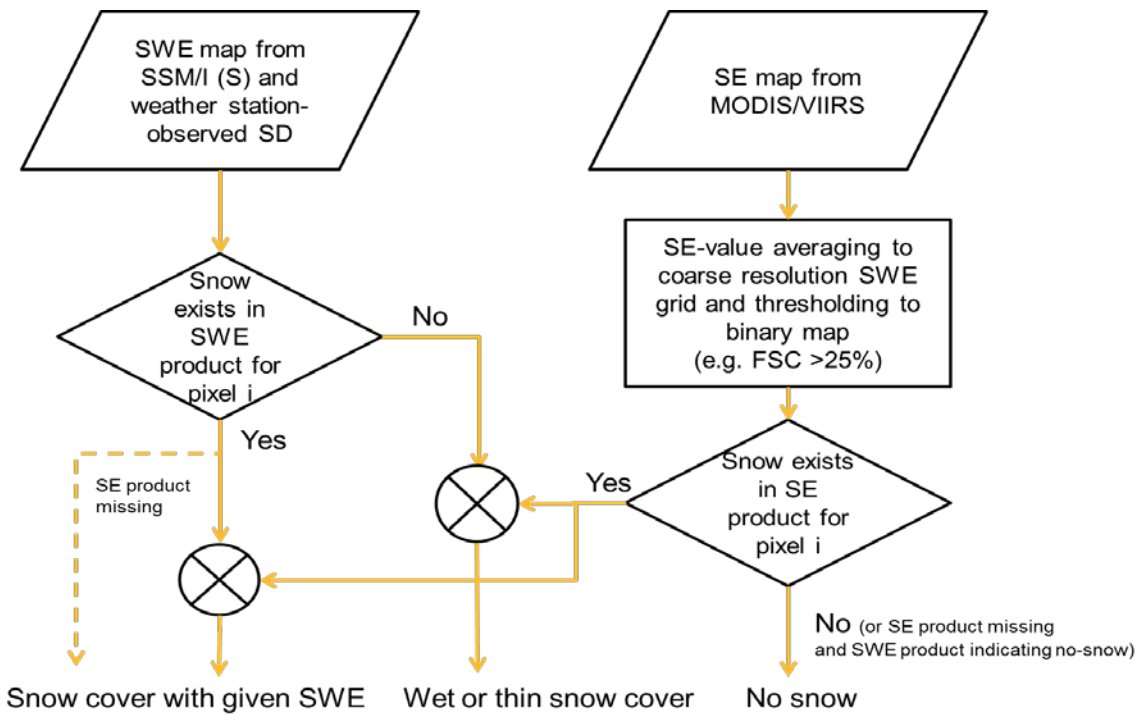 SWE map from
SSM/I (S) and
weather station-
observed SD
SE map from
MODIS/VIIRS
SE-value averaging to
coarse resolution SWE
grid and thresholding to
binary map
(e.g. FSC >25%)
Snow
exists in
SWE
product for
pixel i
No
Yes
SE product
missing
Yes
Snow exists
in SE
product for
pixel i
No (or SE product missing
and SWE product indicating no-snow)
Snow cover with given SWE
Wet or thin snow cover
No snow